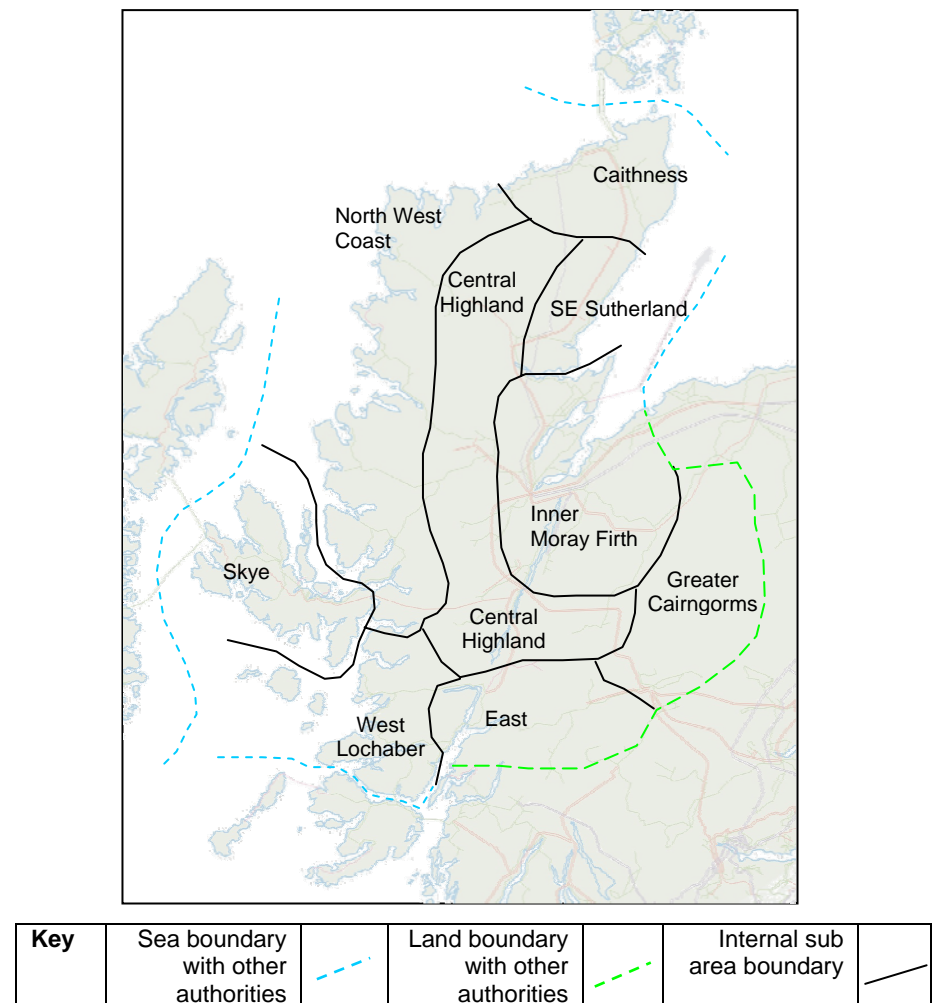 Caithness
North West
Coast
Central
Highland
SE Sutherland
Inner
Moray Firth
Skye
Greater
Cairngorms
Central
Highland
West
Lochaber
East
Key
Sea boundary
with other
authorities
Land boundary
with other
authorities
Internal sub
area boundary